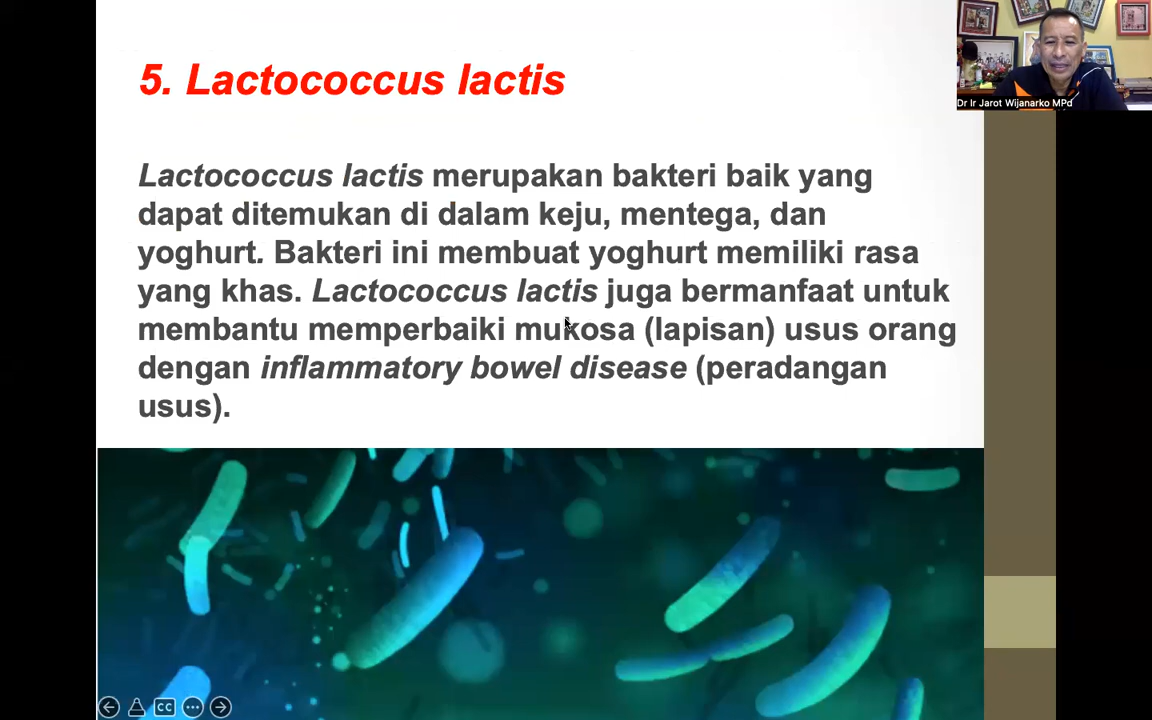 5. Lactococcus lactis
Dr Ir Jarot Wijanarko MPd
Lactococcus lactis merupakan bakteri baik yang
dapat ditemukan di dalam keju, mentega, dan
yoghurt. Bakteri ini membuat yoghurt memiliki rasa
yang khas. Lactococcus lactis juga bermanfaat untuk
membantu memperbaiki mukosa (lapisan) usus orang
dengan inflammatory bowel disease (peradangan
usus).
CC